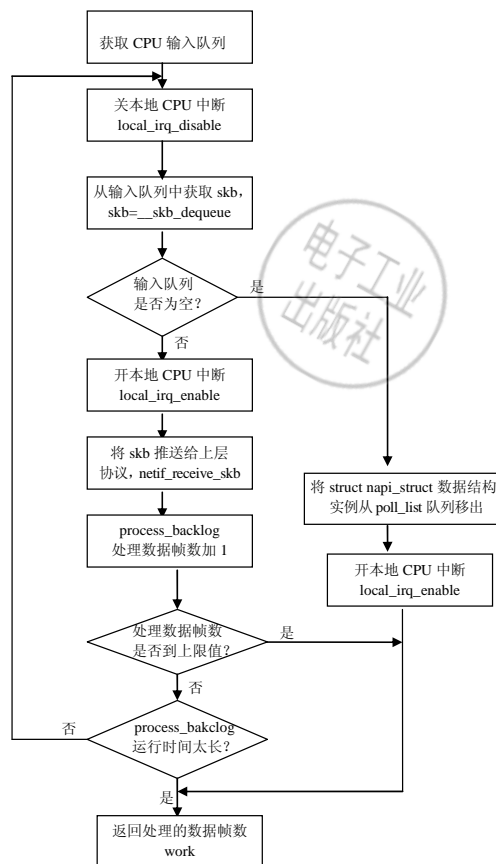 获取 CPU 输入队列
关本地 CPU 中断
local_irq_disable
从输入队列中获取 skb，
skb=__skb_dequeue
输入队列
是否为空？
是
否
开本地 CPU 中断
local_irq_enable
将 skb 推送给上层
协议，netif_receive_skb
process_backlog
处理数据帧数加 1
将 struct napi_struct 数据结构
实例从 poll_list 队列移出
开本地 CPU 中断
local_irq_enable
处理数据帧数
是否到上限值？
是
否
process_bakclog
运行时间太长？
否
是
返回处理的数据帧数
work
电子工业
出版社